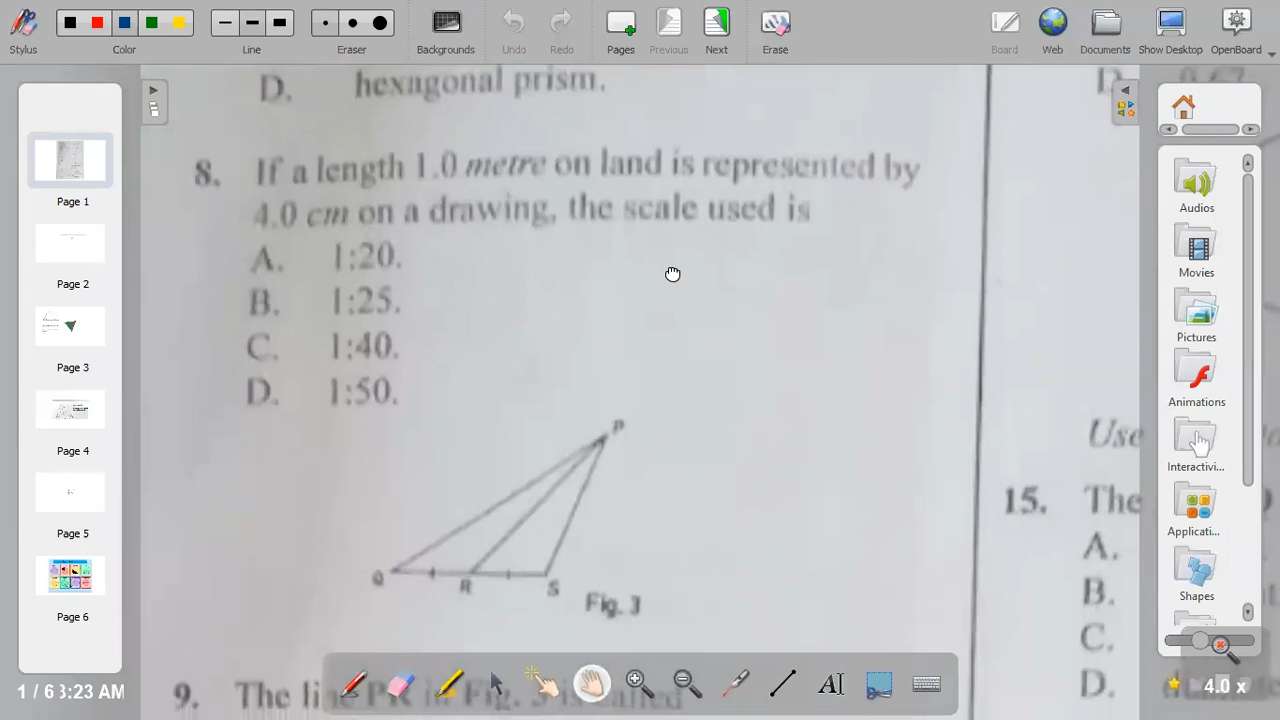 Stylus
Color
Line
Eraser
Backgrounds
Undo
Redo
Pages
Previous
Next
Erase
Board
Web
Documents
Show Desktop
OpenBoard
D. hexagonal prism.
8. If a length 1.0 metre on land is represented by
4.0 cm on a drawing, the scale used is
A. 1:20.
B. 1:25.
C. 1:40.
D. 1:50.
P
Q
R
S
Fig. 3
9. The line PR in Fig. 3 is called
D. 0.67
Use
15. The
A.
B.
C.
D.
Page 1
Page 2
Page 3
Page 4
Page 5
Page 6
1 / 6
3:23 AM
Audios
Movies
Pictures
Animations
Interactivi...
Applicati...
Shapes
4.0 x